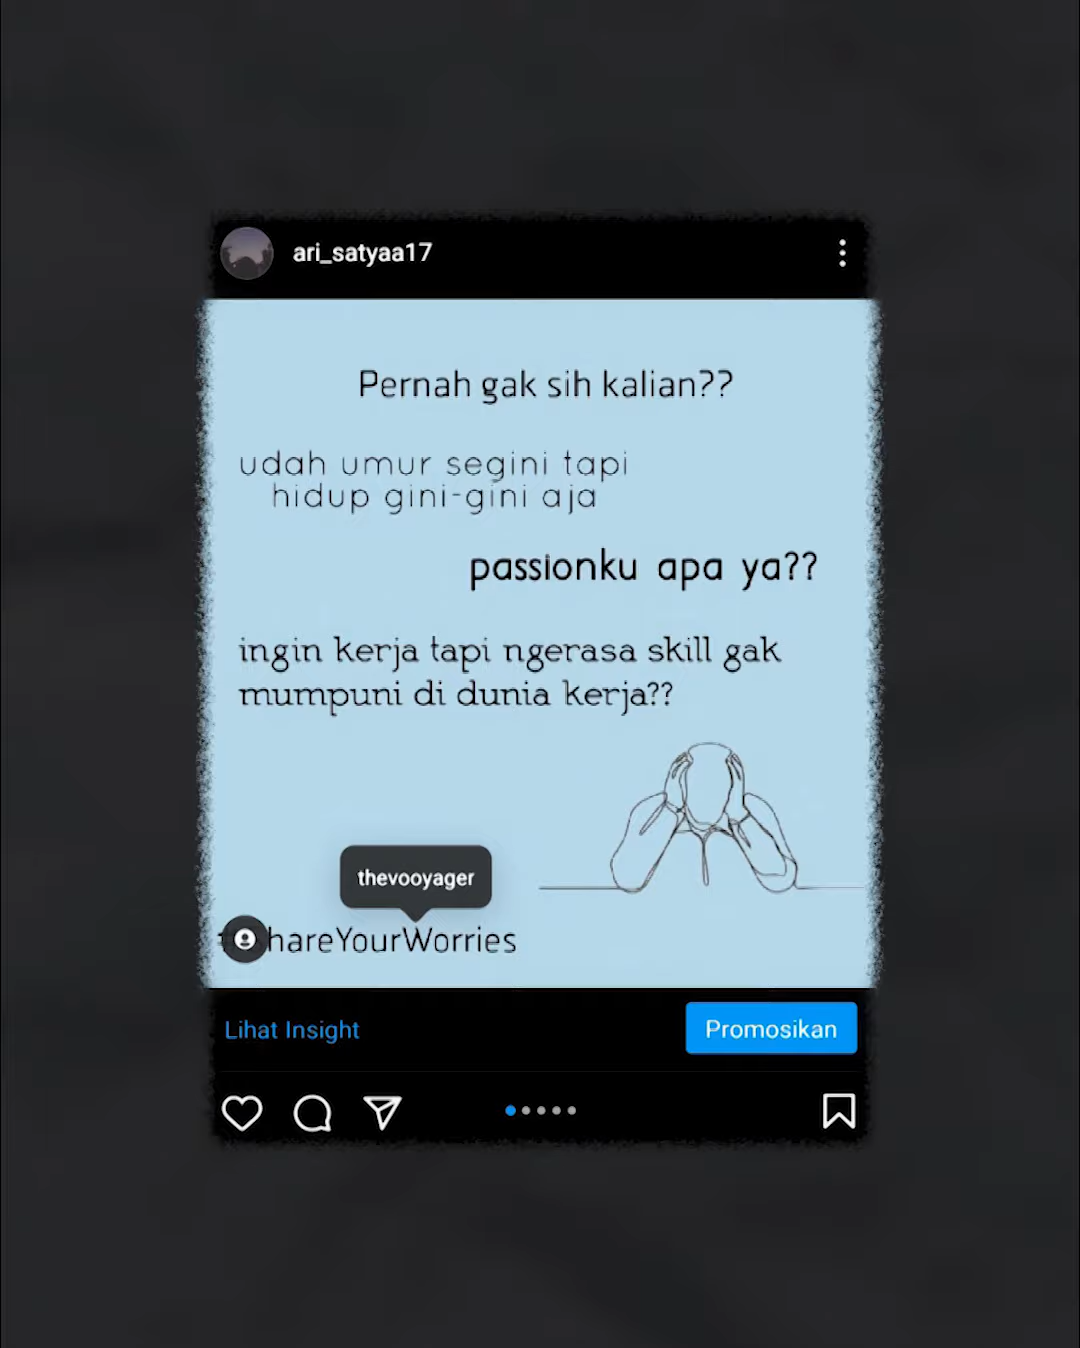 ari_satyaa17
Pernah gak sih kalian??
udah umur segini tapi
hidup gini-gini aja
passionku apa ya??
ingin kerja tapi ngerasa skill gak
mumpuni di dunia kerja??
thevooyager
hareYourWorries
Lihat Insight
Promosikan